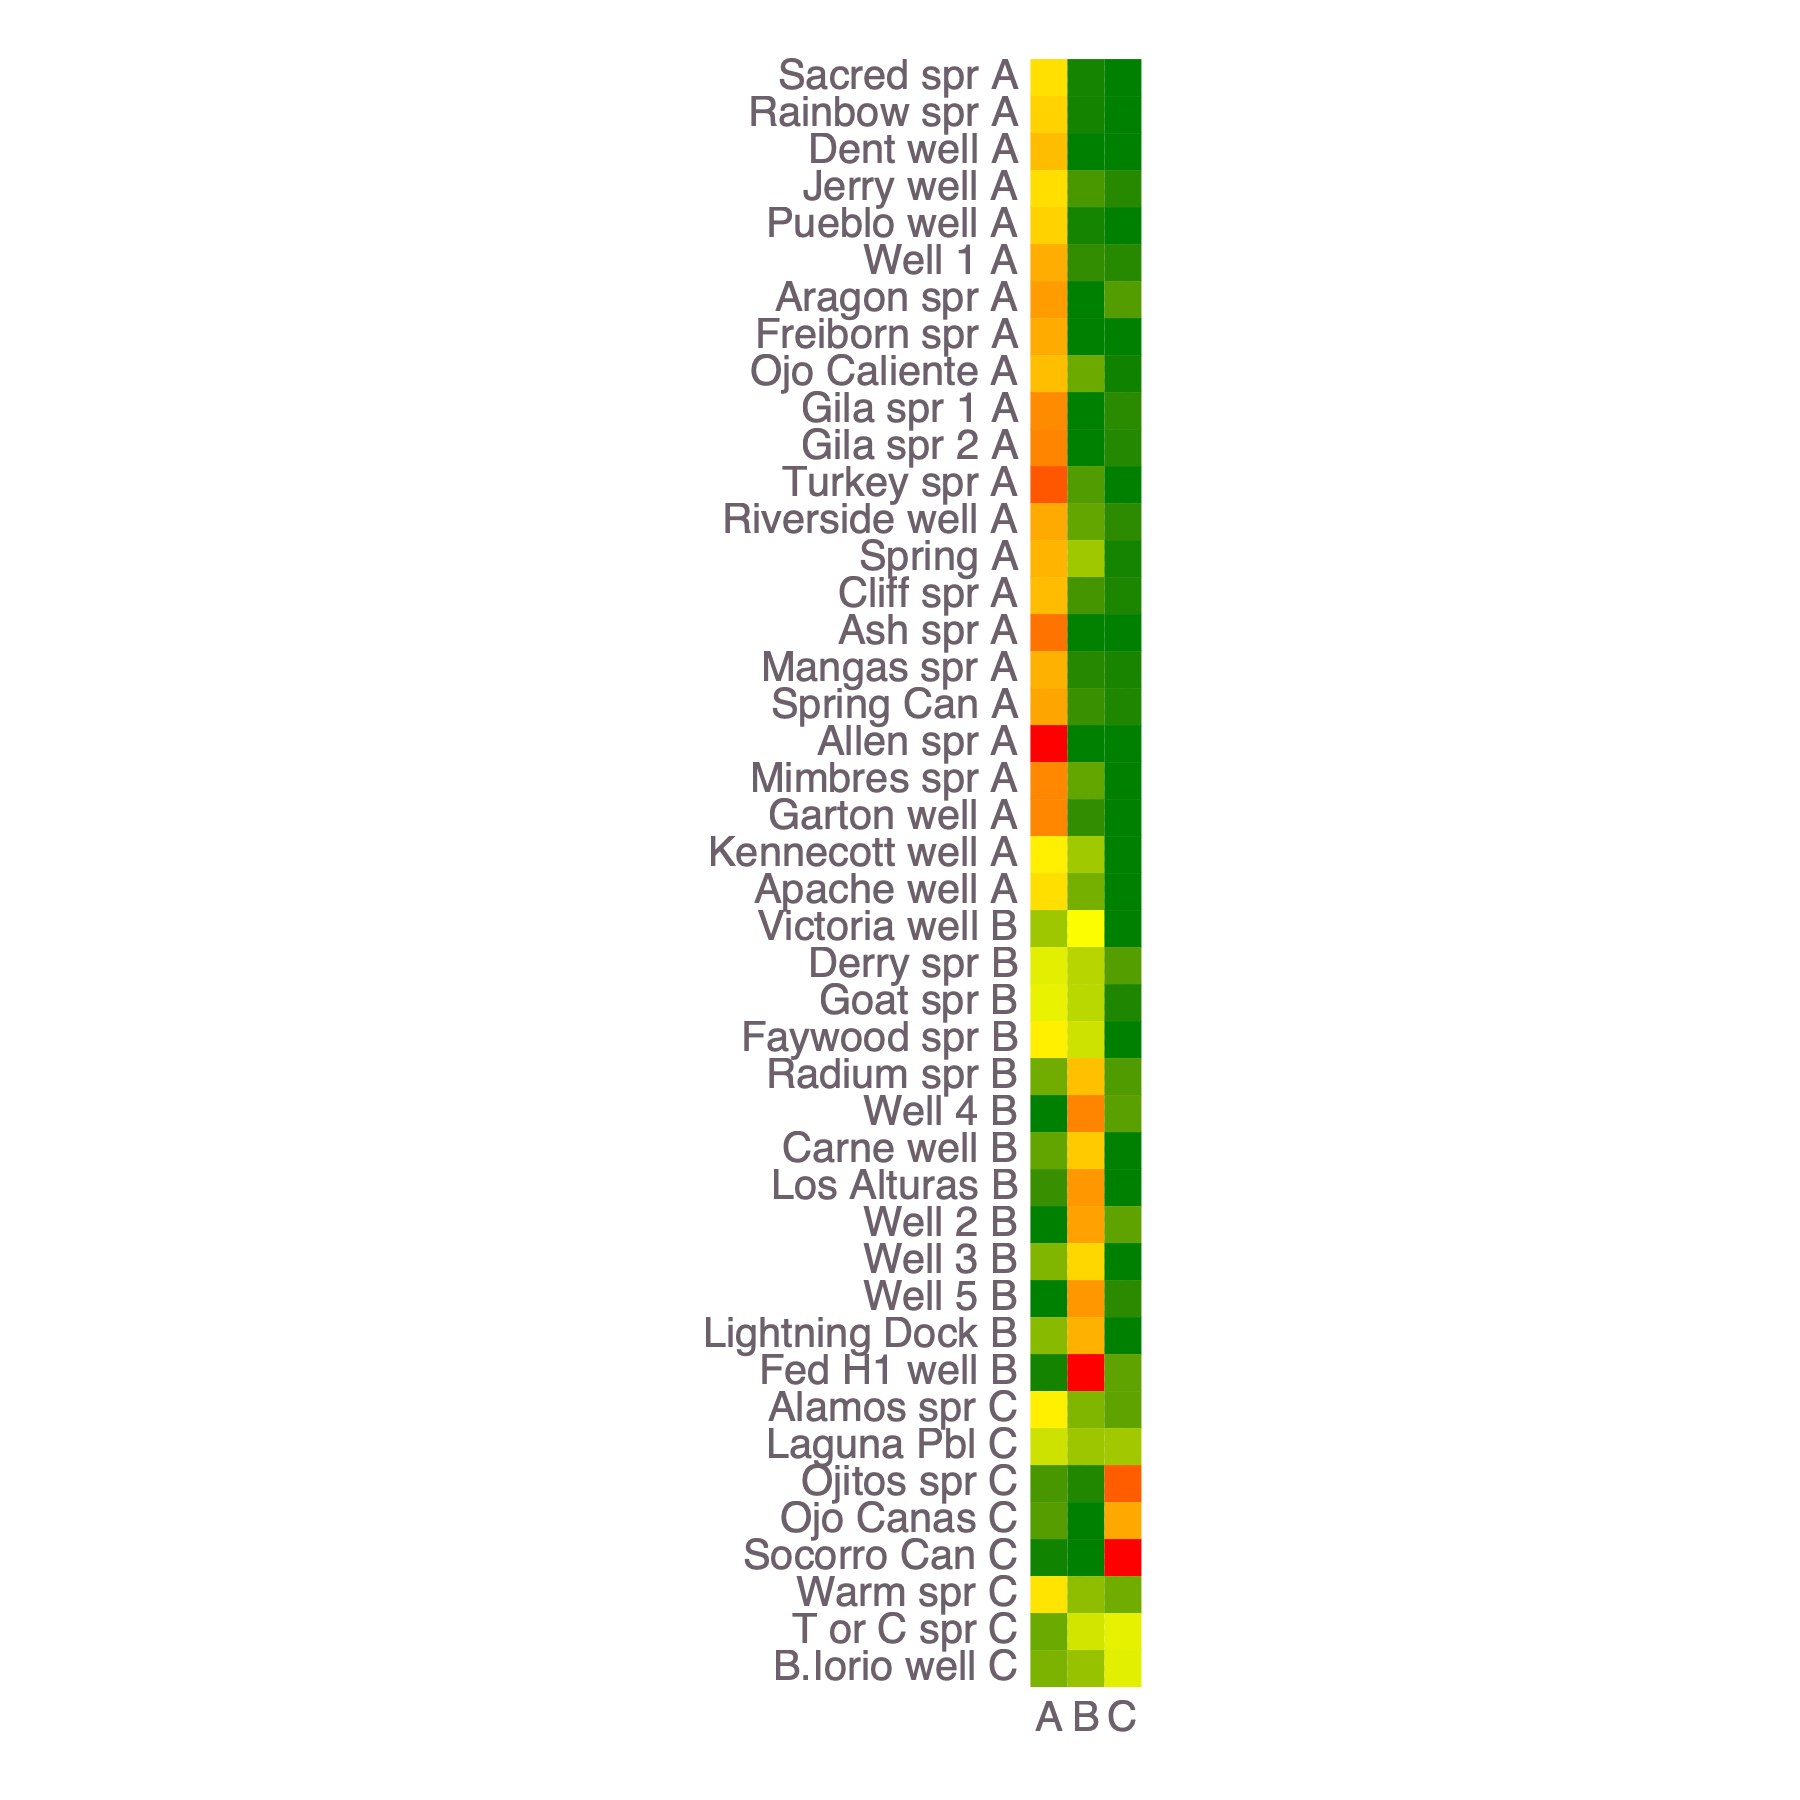 Sacred spr A
Rainbow spr A
Dent well A
Jerry well A
Pueblo well A
Well 1 A
Aragon spr A
Freiborn spr A
Ojo Caliente A
Gila spr 1 A
Gila spr 2 A
Turkey spr A
Riverside well A
Spring A
Cliff spr A
Ash spr A
Mangas spr A
Spring Can A
Allen spr A
Mimbres spr A
Garton well A
Kennecott well A
Apache well A
Victoria well B
Derry spr B
Goat spr B
Faywood spr B
Radium spr B
Well 4 B
Carne well B
Los Alturas B
Well 2 B
Well 3 B
Well 5 B
Lightning Dock B
Fed H1 well B
Alamos spr C
Laguna Pbl C
Ojitos spr C
Ojo Canas C
Socorro Can C
Warm spr C
T or C spr C
B.Iorio well C
A B C